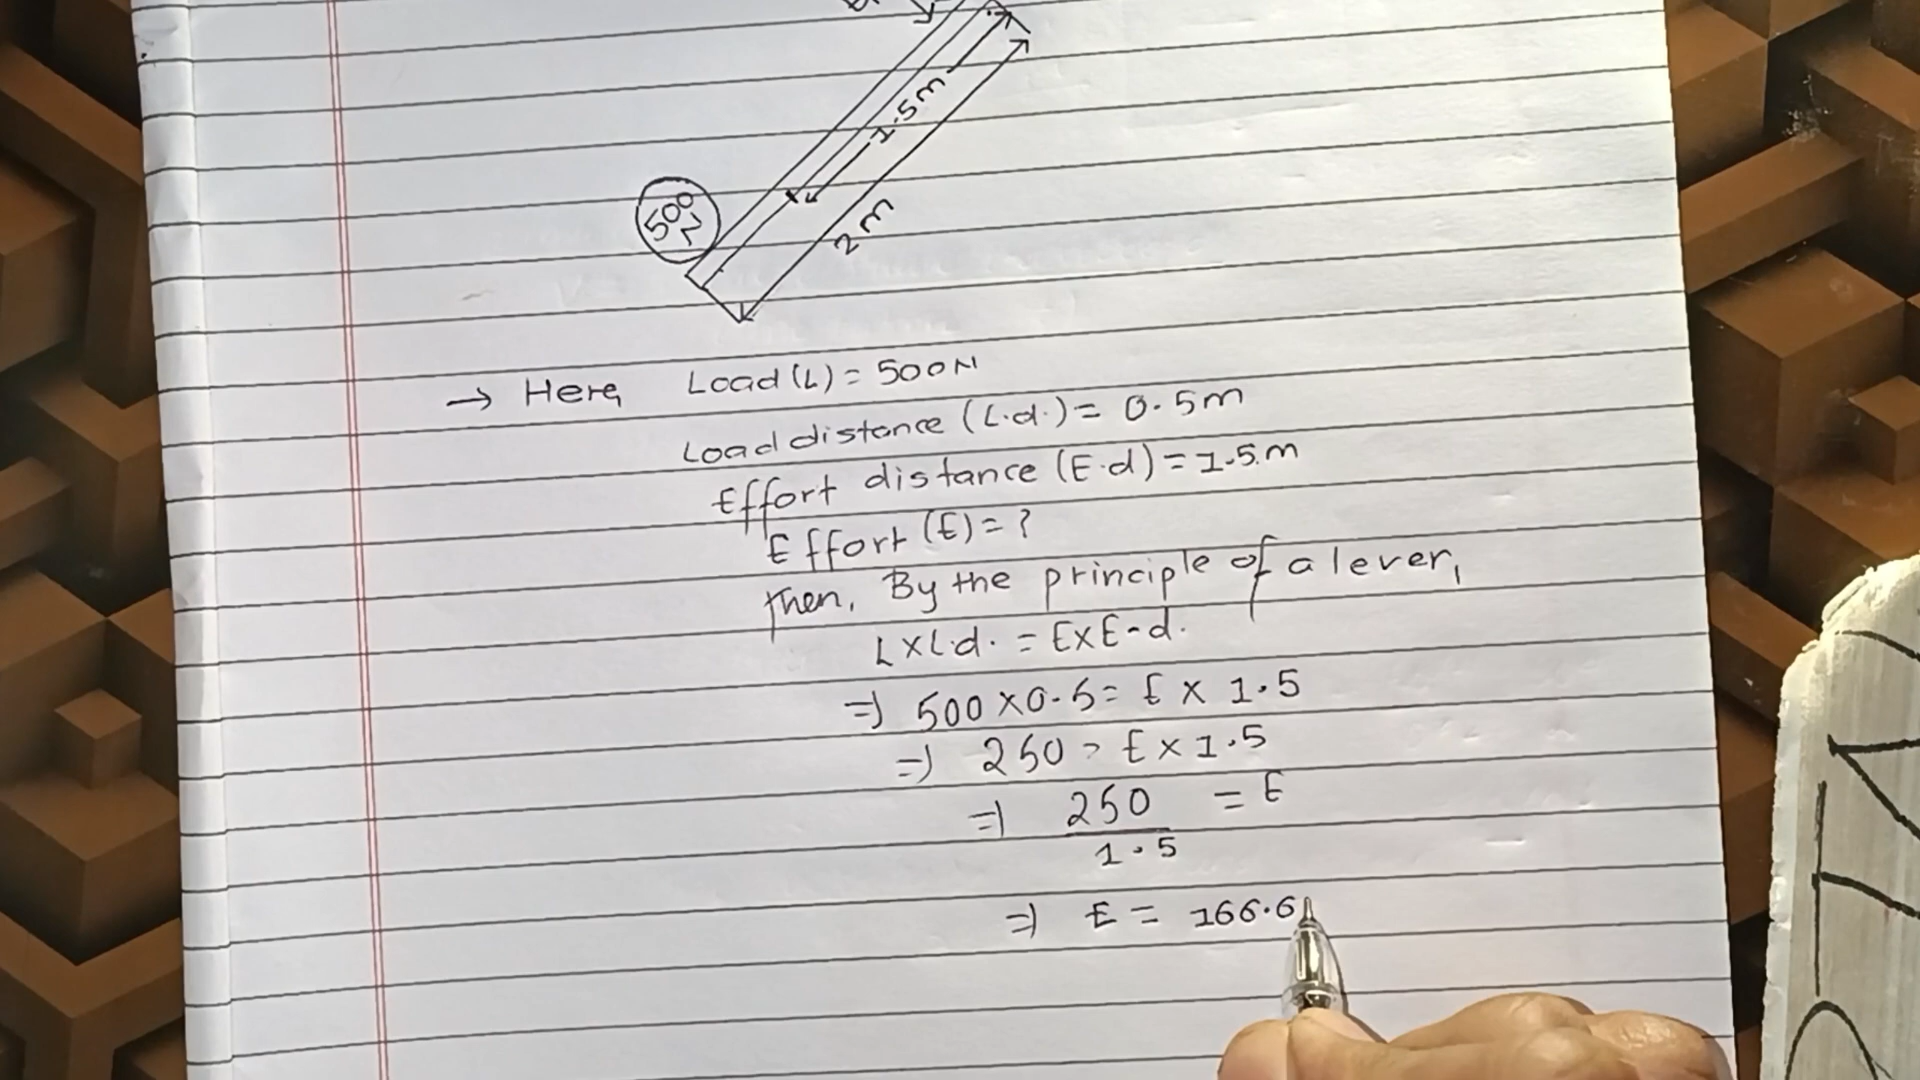 1.5m
500
N
2m
→ Here, Load (L) = 500N
Load distance (L.d.) = 0.5m
Effort distance (E.d) = 1.5m
Effort (E) = ?
Then, By the principle of a lever,
L×L.d. = E×E.d.
⇒ 500×0.5 = E × 1.5
⇒ 250 = E × 1.5
⇒ 250 = E
1.5
⇒ E = 166.6